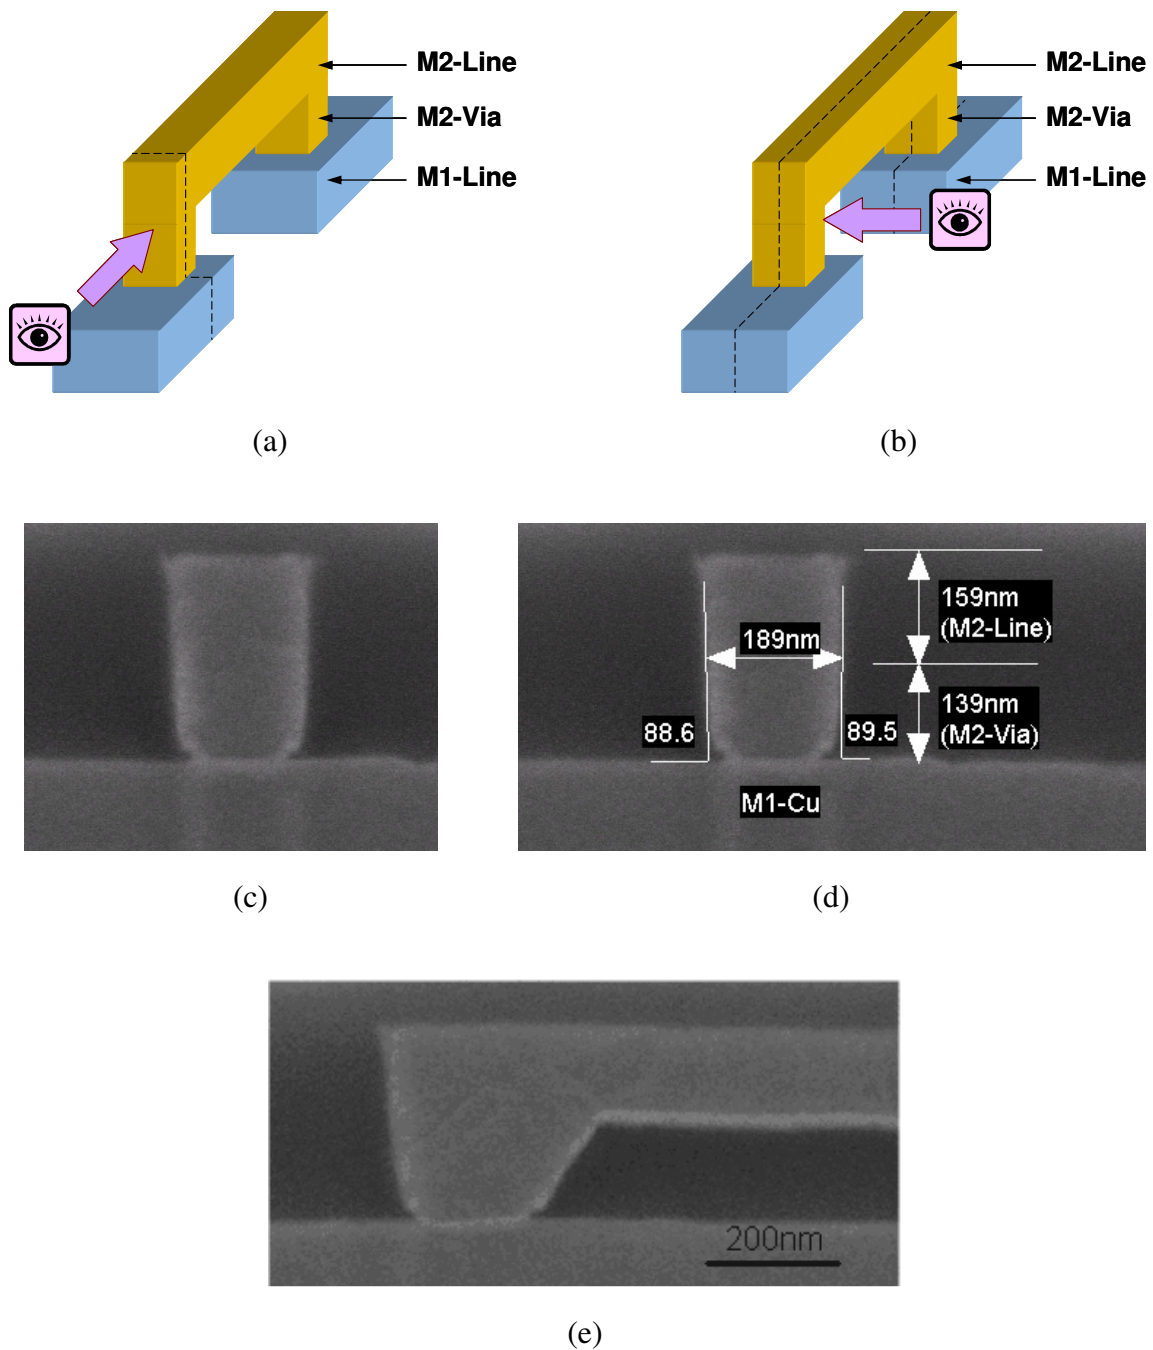 M2-Line
M2-Via
M1-Line
(a)
M2-Line
M2-Via
M1-Line
(b)
(c)
159nm
(M2-Line)
189nm
139nm
(M2-Via)
88.6
89.5
M1-Cu
(d)
200nm
(e)